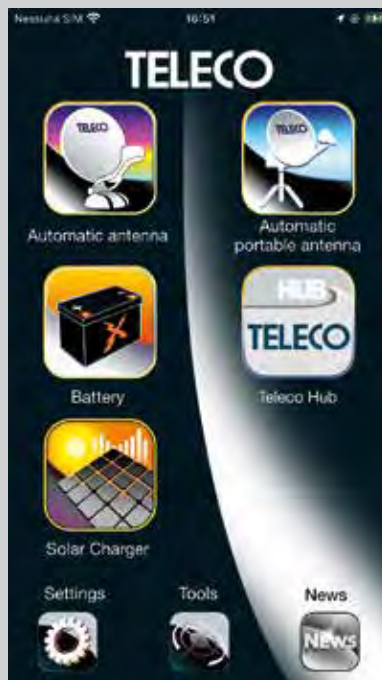 Nessuna SIM 16:51
TELECO
TELECO
TELECO
Automatic antenna
Automatic
portable antenna
HUB
TELECO
Battery
Teleco Hub
Solar Charger
Settings
Tools
News
News